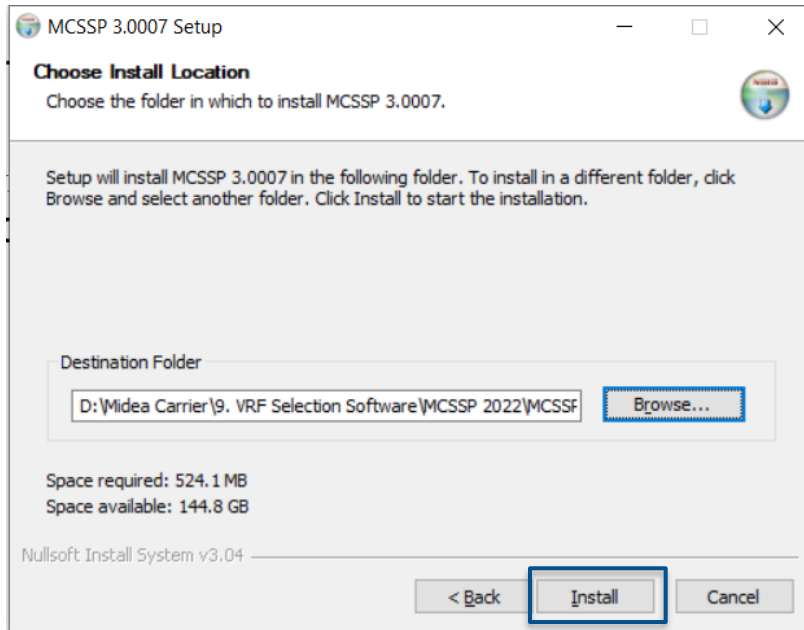 MCSSP 3.0007 Setup
Choose Install Location
Choose the folder in which to install MCSSP 3.0007.
NSIS
Setup will install MCSSP 3.0007 in the following folder. To install in a different folder, click
Browse and select another folder. Click Install to start the installation.
Destination Folder
D:\Midea Carrier\9. VRF Selection Software\MCSSP 2022\MCSSP
Browse...
Space required: 524.1 MB
Space available: 144.8 GB
Nullsoft Install System v3.04
< Back
Install
Cancel